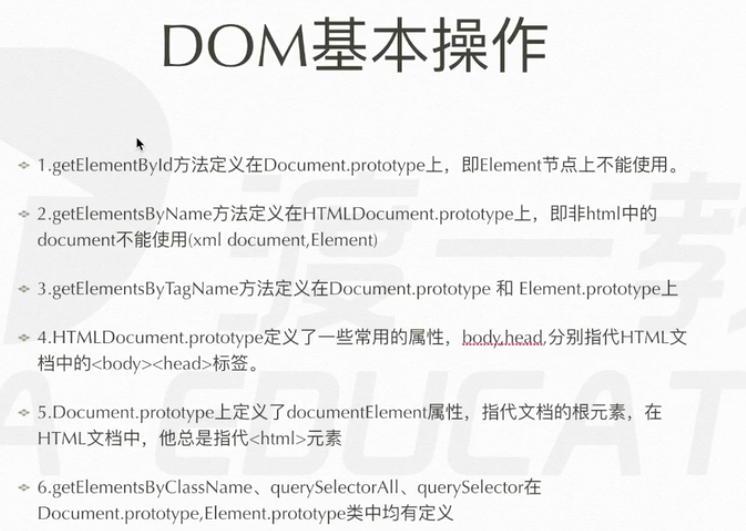 DOM基本操作
1.getElementById方法定义在Document.prototype上，即Element节点上不能使用。
2.getElementsByName方法定义在HTMLDocument.prototype上，即非html中的
document不能使用(xml document,Element)
3.getElementsByTagName方法定义在Document.prototype 和 Element.prototype上
4.HTMLDocument.prototype定义了一些常用的属性，body,head,分别指代HTML文
档中的<body><head>标签。
5.Document.prototype上定义了documentElement属性，指代文档的根元素，在
HTML文档中，他总是指代<html>元素
6.getElementsByClassName、querySelectorAll、querySelector在
Document.prototype,Element.prototype类中均有定义
渡一教